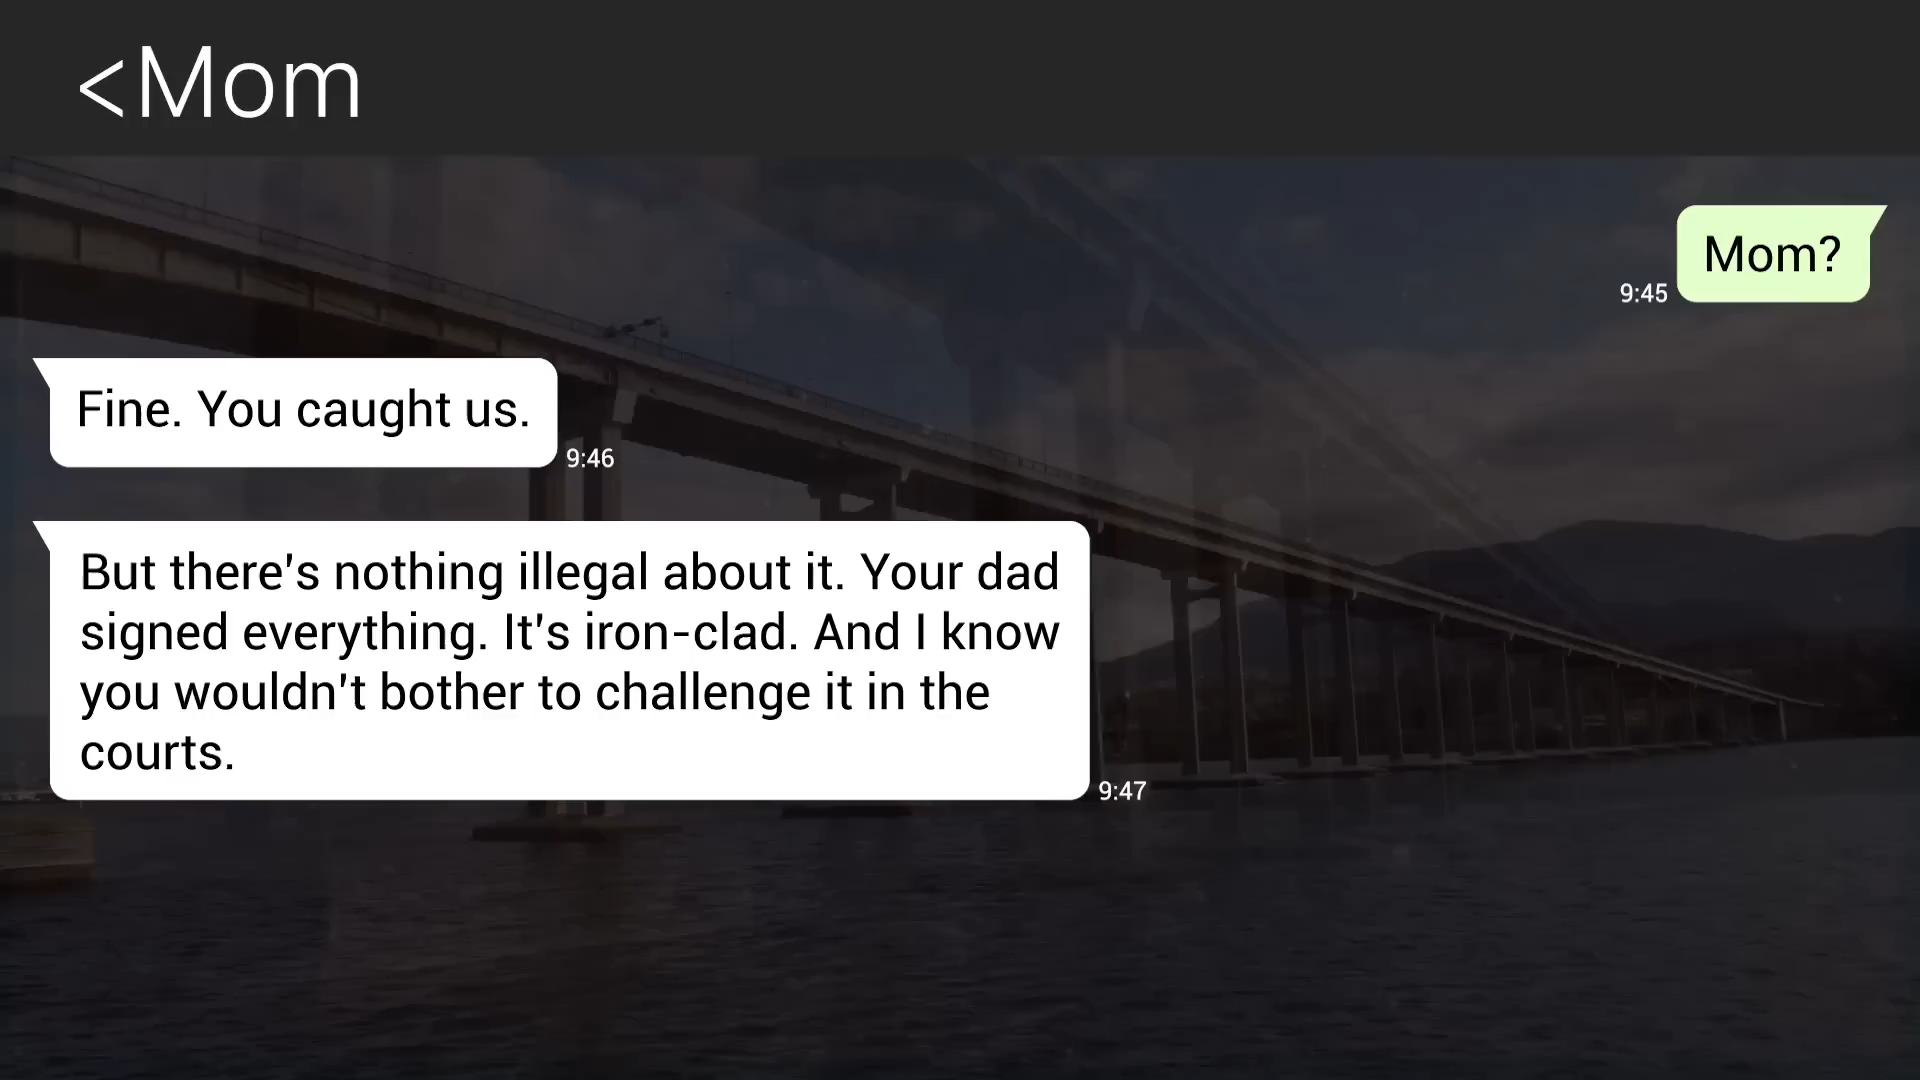 <Mom
Mom?
9:45
Fine. You caught us.
9:46
But there's nothing illegal about it. Your dad
signed everything. It's iron-clad. And I know
you wouldn't bother to challenge it in the
courts.
9:47